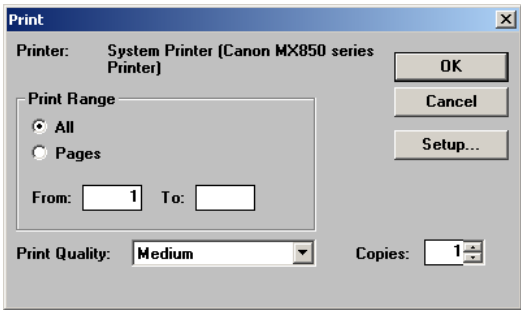 Print
Printer: System Printer (Canon MX850 series
Printer)
OK
Cancel
Setup...
Print Range
All
Pages
From: 1 To:
Print Quality: Medium
Copies: 1